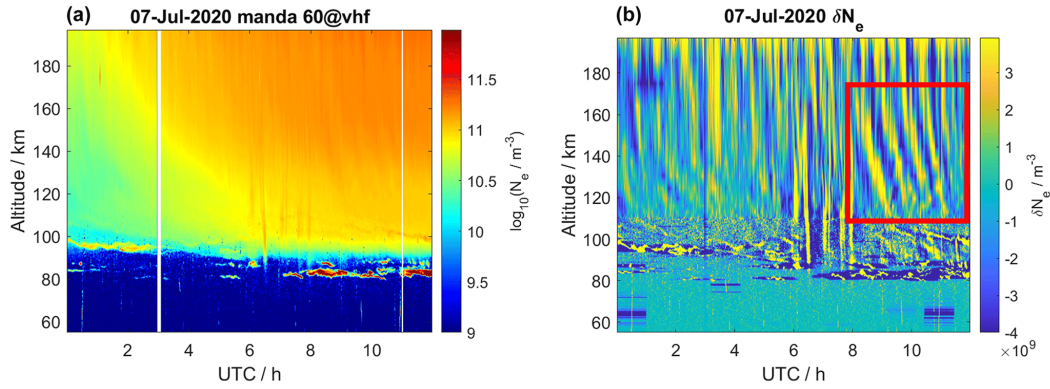 (a) 07-Jul-2020 manda 60@vhf
180
160
140
120
100
80
60
Altitude / km
2 4 6 8 10
UTC / h
11.5
11
10.5
10
9.5
9
log10(Ne / m-3)
(b) 07-Jul-2020 δNe
180
160
140
120
100
80
60
Altitude / km
2 4 6 8 10
UTC / h
3
2
1
0
-1
-2
-3
-4
×10^9
δNe / m-3